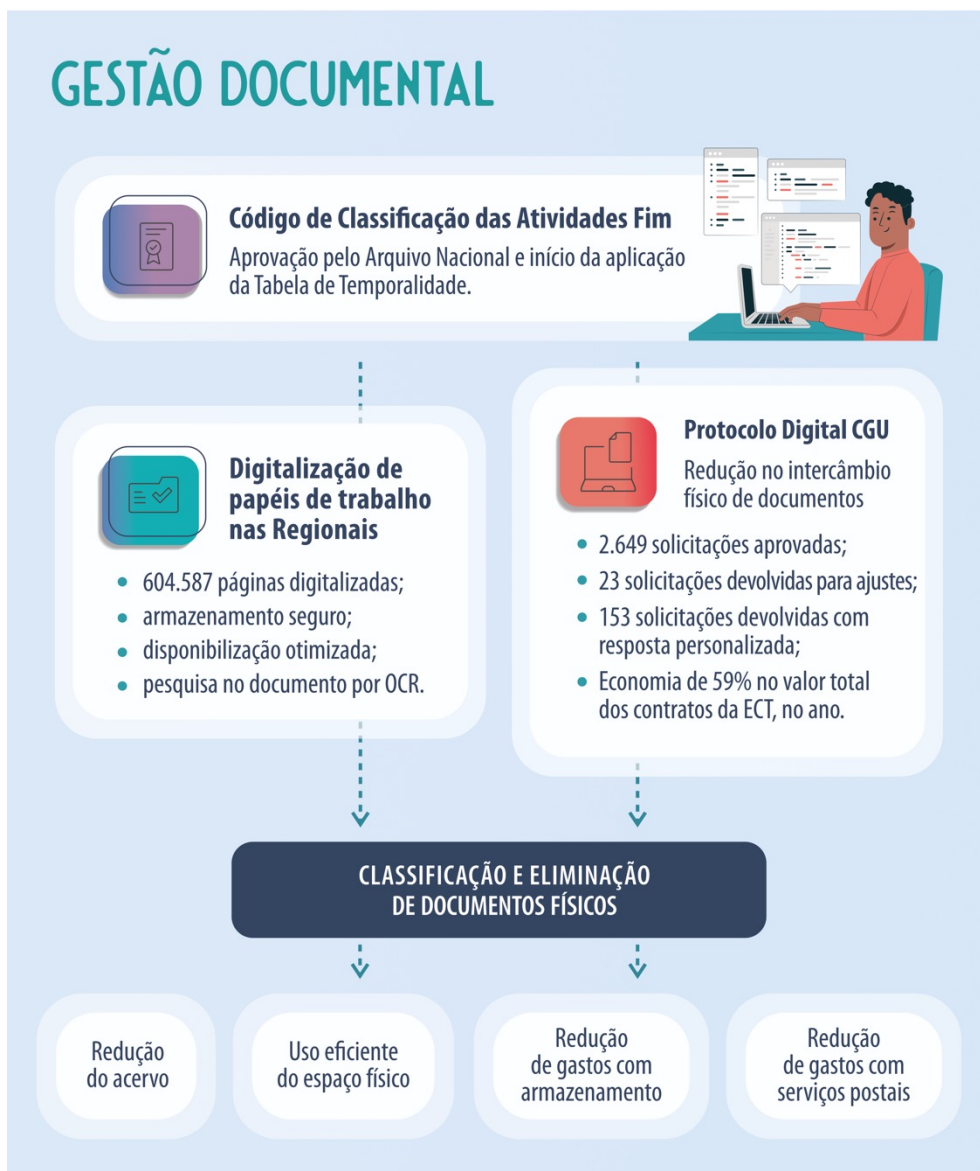 GESTÃO DOCUMENTAL
Código de Classificação das Atividades Fim
Aprovação pelo Arquivo Nacional e início da aplicação
da Tabela de Temporalidade.
Digitalização de
papéis de trabalho
nas Regionais
• 604.587 páginas digitalizadas;
• armazenamento seguro;
• disponibilização otimizada;
• pesquisa no documento por OCR.
Protocolo Digital CGU
Redução no intercâmbio
físico de documentos
• 2.649 solicitações aprovadas;
• 23 solicitações devolvidas para ajustes;
• 153 solicitações devolvidas com
resposta personalizada;
• Economia de 59% no valor total
dos contratos da ECT, no ano.
CLASSIFICAÇÃO E ELIMINAÇÃO
DE DOCUMENTOS FÍSICOS
Redução
do acervo
Uso eficiente
do espaço físico
Redução
de gastos com
armazenamento
Redução
de gastos com
serviços postais